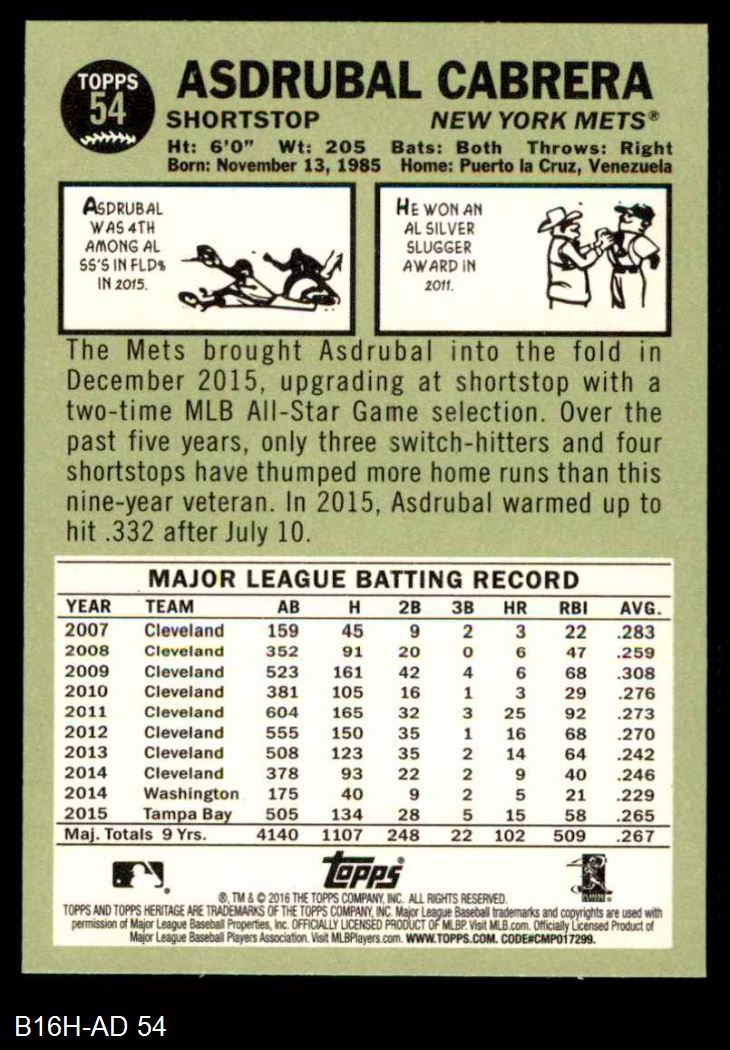 TOPPS
54
ASDRUBAL CABRERA
SHORTSTOP NEW YORK METS®
Ht: 6'0" Wt: 205 Bats: Both Throws: Right
Born: November 13, 1985 Home: Puerto la Cruz, Venezuela
ASDRUBAL
WAS 4TH
AMONG AL
SS'S IN FLD%
IN 2015.
HE WON AN
AL SILVER
SLUGGER
AWARD IN
2011.
The Mets brought Asdrubal into the fold in
December 2015, upgrading at shortstop with a
two-time MLB All-Star Game selection. Over the
past five years, only three switch-hitters and four
shortstops have thumped more home runs than this
nine-year veteran. In 2015, Asdrubal warmed up to
hit .332 after July 10.
MAJOR LEAGUE BATTING RECORD
YEAR TEAM AB H 2B 3B HR RBI AVG.
2007 Cleveland 159 45 9 2 3 22 .283
2008 Cleveland 352 91 20 0 6 47 .259
2009 Cleveland 523 161 42 4 6 68 .308
2010 Cleveland 381 105 16 1 3 29 .276
2011 Cleveland 604 165 32 3 25 92 .273
2012 Cleveland 555 150 35 1 16 68 .270
2013 Cleveland 508 123 35 2 14 64 .242
2014 Cleveland 378 93 22 2 9 40 .246
2014 Washington 175 40 9 2 5 21 .229
2015 Tampa Bay 505 134 28 5 15 58 .265
Maj. Totals 9 Yrs. 4140 1107 248 22 102 509 .267
topps®
®, TM & © 2016 THE TOPPS COMPANY, INC. ALL RIGHTS RESERVED.
TOPPS AND TOPPS HERITAGE ARE TRADEMARKS OF THE TOPPS COMPANY, INC. Major League Baseball trademarks and copyrights are used with
permission of Major League Baseball Properties, Inc. OFFICIALLY LICENSED PRODUCT OF MLBP. Visit MLB.com. Officially Licensed Product of
Major League Baseball Players Association. Visit MLBPlayers.com. WWW.TOPPS.COM. CODE#CMP017299.
B16H-AD 54